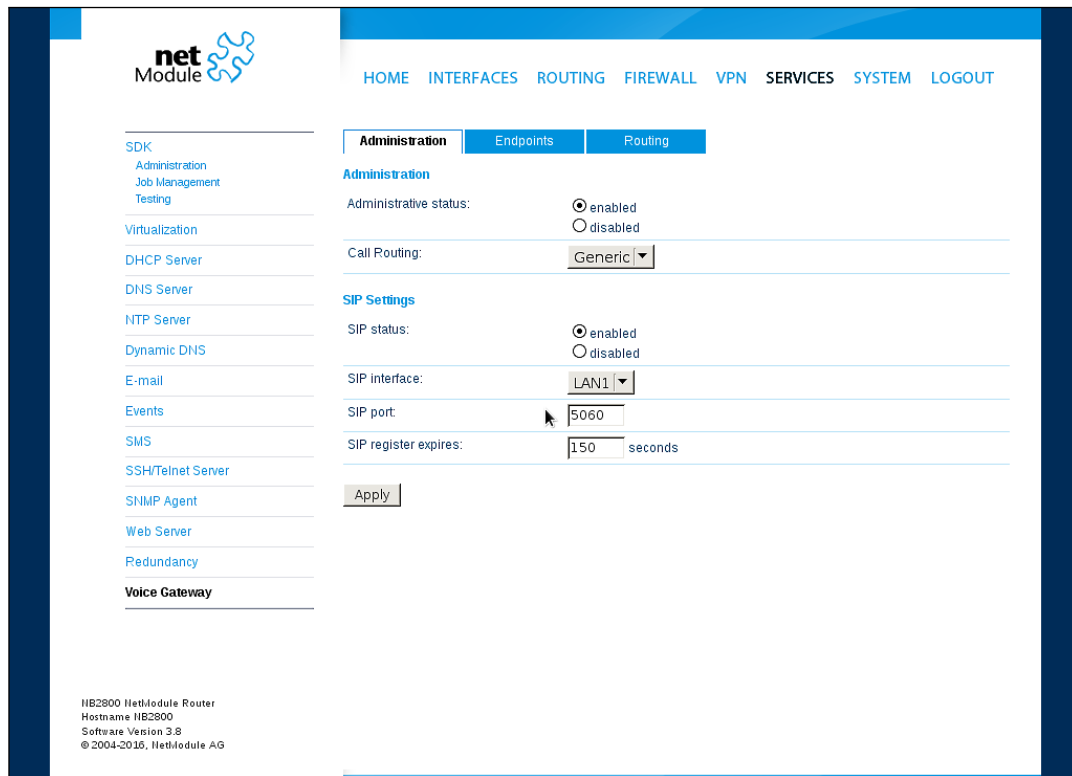 net
Module
HOME INTERFACES ROUTING FIREWALL VPN SERVICES SYSTEM LOGOUT
SDK
Administration
Job Management
Testing
Virtualization
DHCP Server
DNS Server
NTP Server
Dynamic DNS
E-mail
Events
SMS
SSH/Telnet Server
SNMP Agent
Web Server
Redundancy
Voice Gateway
Administration Endpoints Routing
Administration
Administrative status: enabled
disabled
Call Routing: Generic
SIP Settings
SIP status: enabled
disabled
SIP interface: LAN1
SIP port: 5060
SIP register expires: 150 seconds
Apply
NB2800 NetModule Router
Hostname NB2800
Software Version 3.8
© 2004-2016, NetModule AG